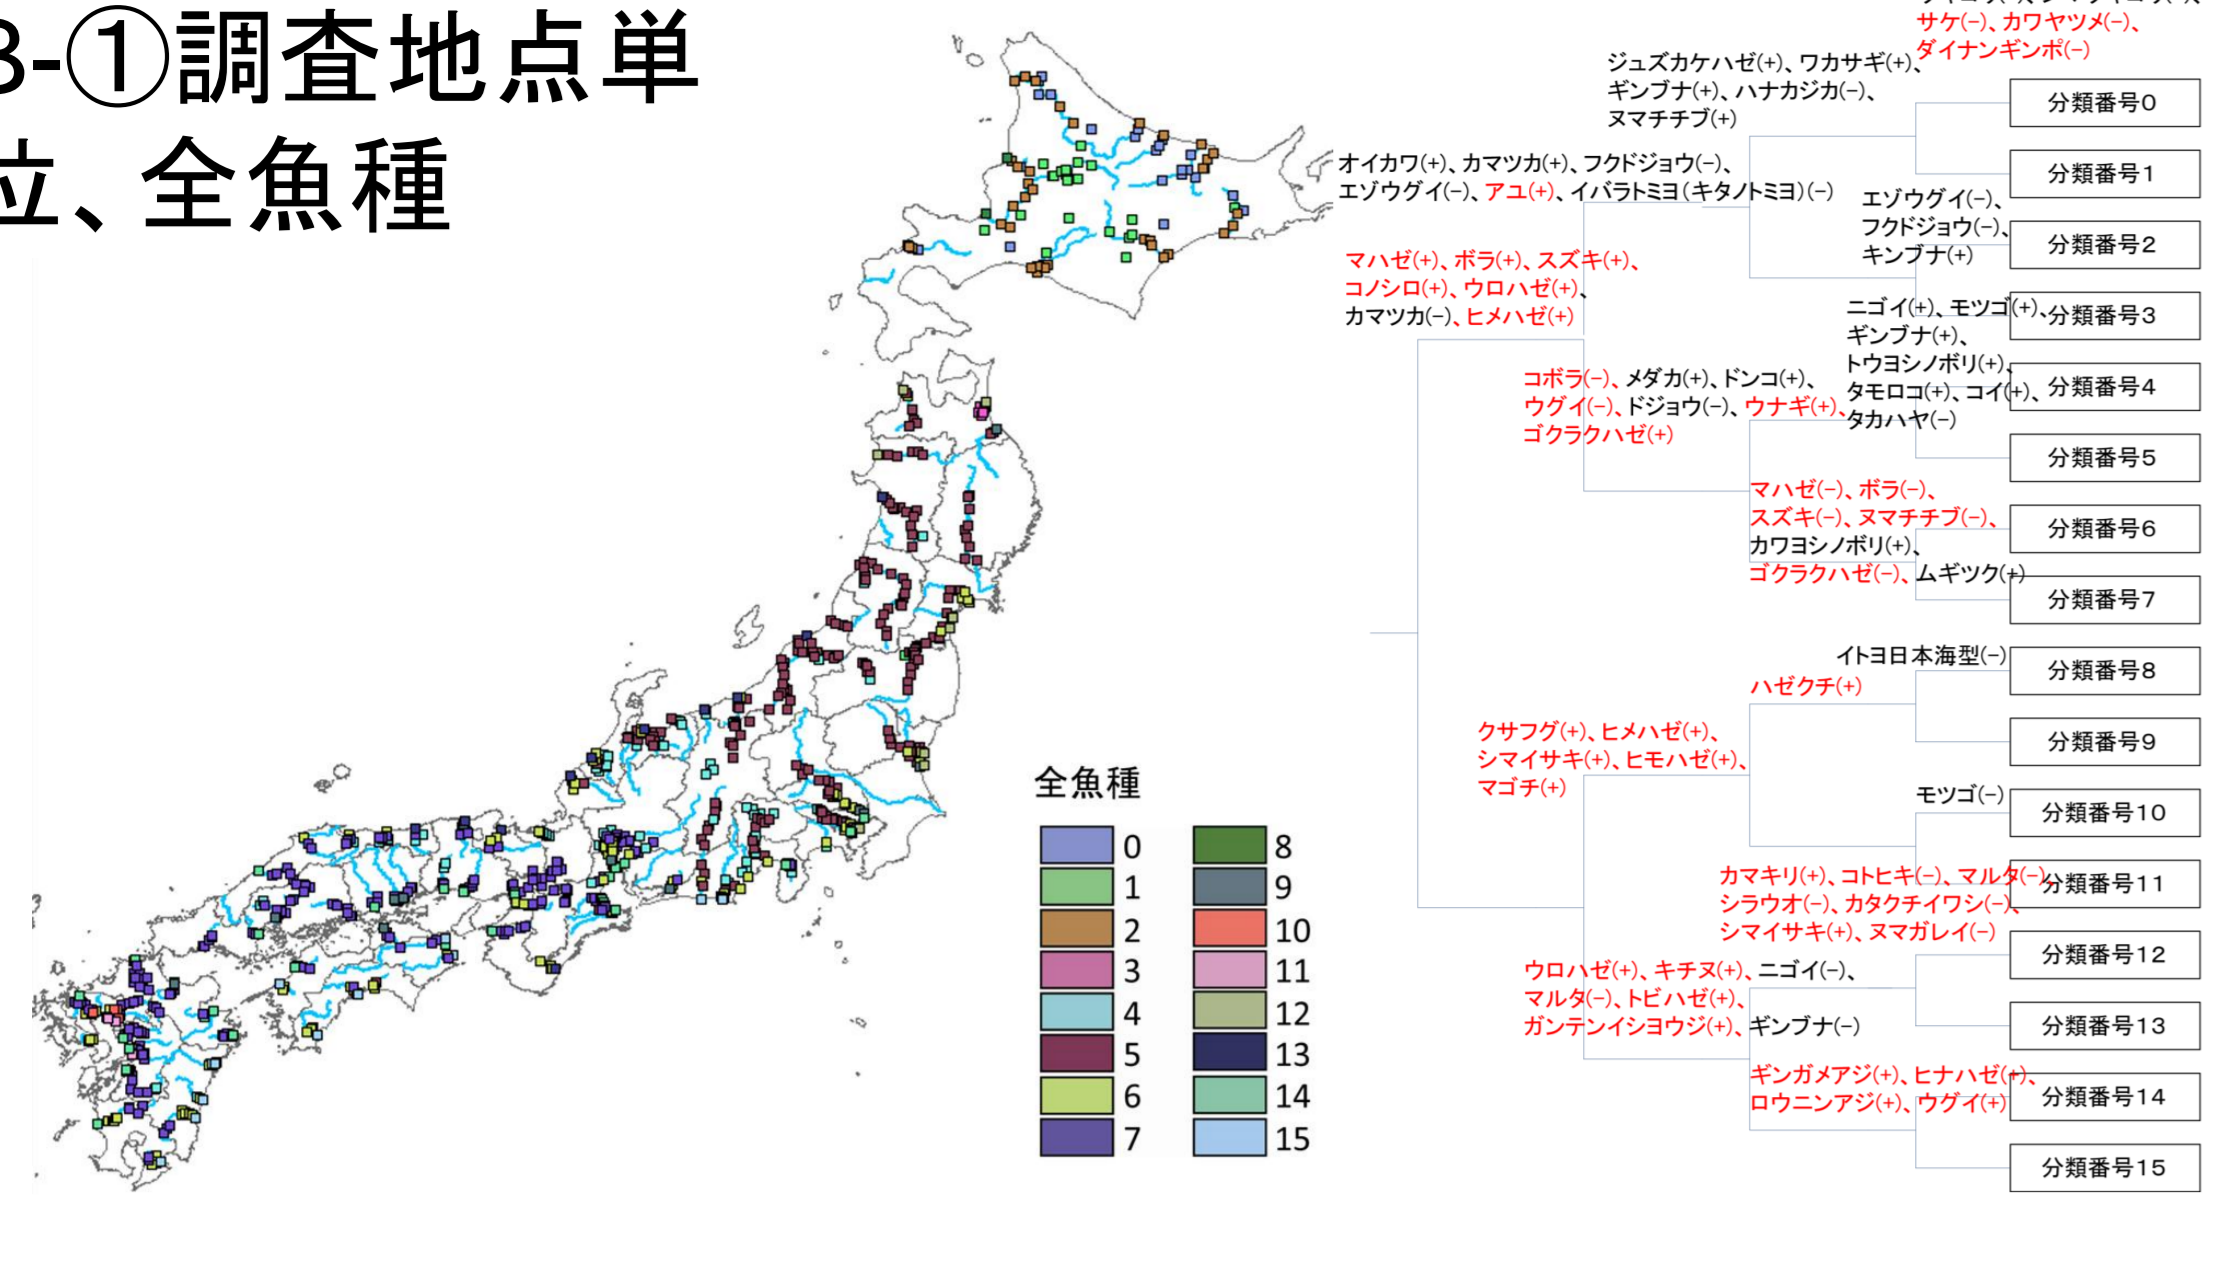 3-①調査地点単
位、全魚種
サケ(-)、カワヤツメ(-)、
ダイナンギンポ(-)
ジュズカケハゼ(+)、ワカサギ(+)、
ギンブナ(+)、ハナカジカ(-)、
ヌマチチブ(+)
オイカワ(+)、カマツカ(+)、フクドジョウ(-)、
エゾウグイ(-)、アユ(+)、イバラトミヨ(キタノトミヨ)(-)
エゾウグイ(-)、
フクドジョウ(-)、
キンブナ(+)
マハゼ(+)、ボラ(+)、スズキ(+)、
コノシロ(+)、ウロハゼ(+)、
カマツカ(-)、ヒメハゼ(+)
ニゴイ(+)、モツゴ(+)、
ギンブナ(+)、
トウヨシノボリ(+)、
タモロコ(+)、コイ(+)、
タカハヤ(-)
コボラ(-)、メダカ(+)、ドンコ(+)、
ウグイ(-)、ドジョウ(-)、ウナギ(+)、
ゴクラクハゼ(+)
マハゼ(-)、ボラ(-)、
スズキ(-)、ヌマチチブ(-)、
カワヨシノボリ(+)、
ゴクラクハゼ(-)、ムギツク(+)
イトヨ日本海型(-)
ハゼクチ(+)
クサフグ(+)、ヒメハゼ(+)、
シマイサキ(+)、ヒモハゼ(+)、
マゴチ(+)
モツゴ(-)
カマキリ(+)、コトヒキ(-)、マルタ(-)、
シラウオ(-)、カタクチイワシ(-)、
シマイサキ(+)、ヌマガレイ(-)
ウロハゼ(+)、キチヌ(+)、ニゴイ(-)、
マルタ(-)、トビハゼ(+)、
ガンテンイシヨウジ(+)、ギンブナ(-)
ギンガメアジ(+)、ヒナハゼ(+)、
ロウニンアジ(+)、ウグイ(+)
分類番号0
分類番号1
分類番号2
分類番号3
分類番号4
分類番号5
分類番号6
分類番号7
分類番号8
分類番号9
分類番号10
分類番号11
分類番号12
分類番号13
分類番号14
分類番号15
全魚種
0 8
1 9
2 10
3 11
4 12
5 13
6 14
7 15